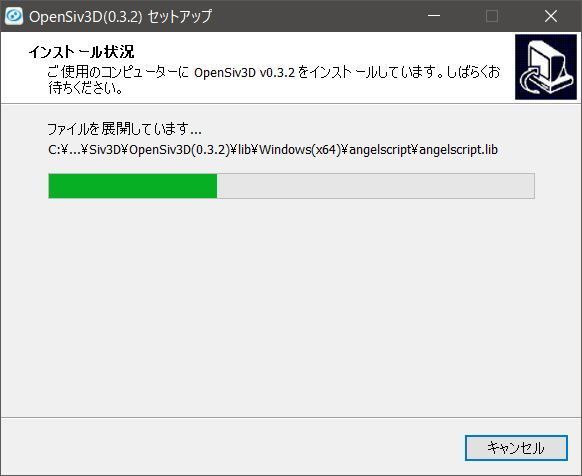 OpenSiv3D(0.3.2) セットアップ
インストール状況
ご使用のコンピューターに OpenSiv3D v0.3.2 をインストールしています。しばらくお
待ちください。
ファイルを展開しています...
C:¥...¥Siv3D¥OpenSiv3D(0.3.2)¥lib¥Windows(x64)¥angelscript¥angelscript.lib
キャンセル